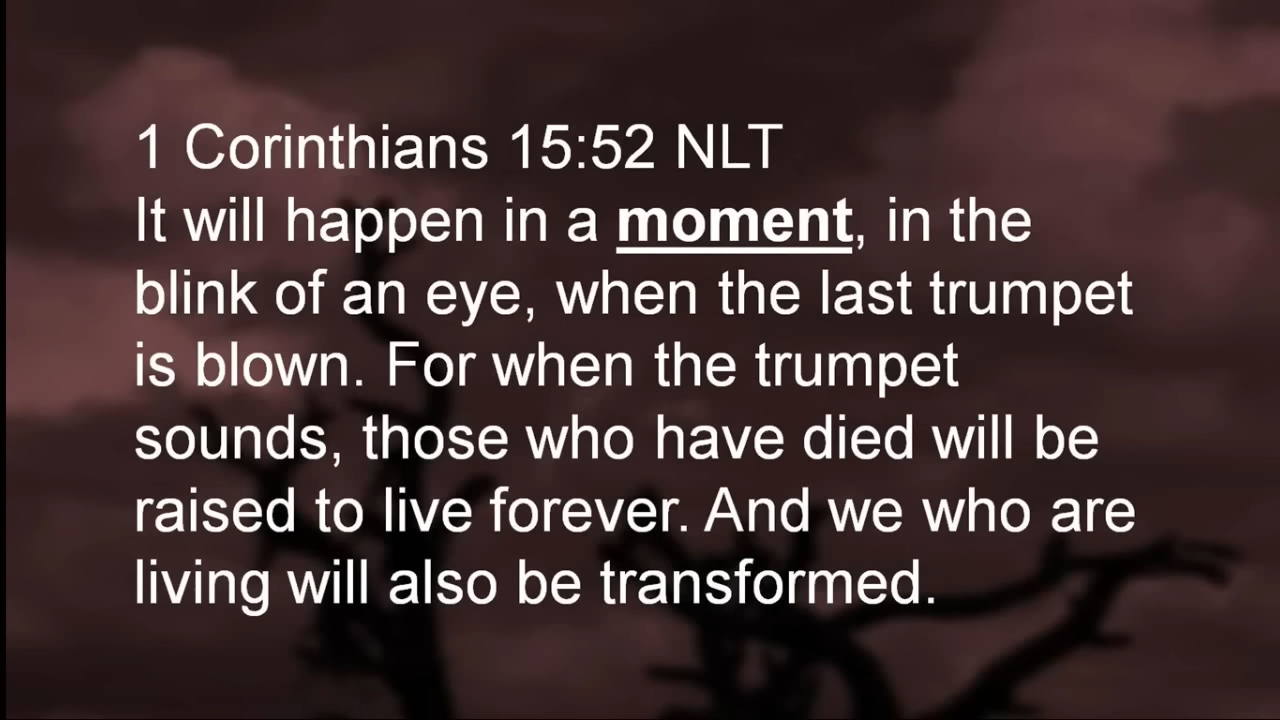 1 Corinthians 15:52 NLT
It will happen in a moment, in the
blink of an eye, when the last trumpet
is blown. For when the trumpet
sounds, those who have died will be
raised to live forever. And we who are
living will also be transformed.